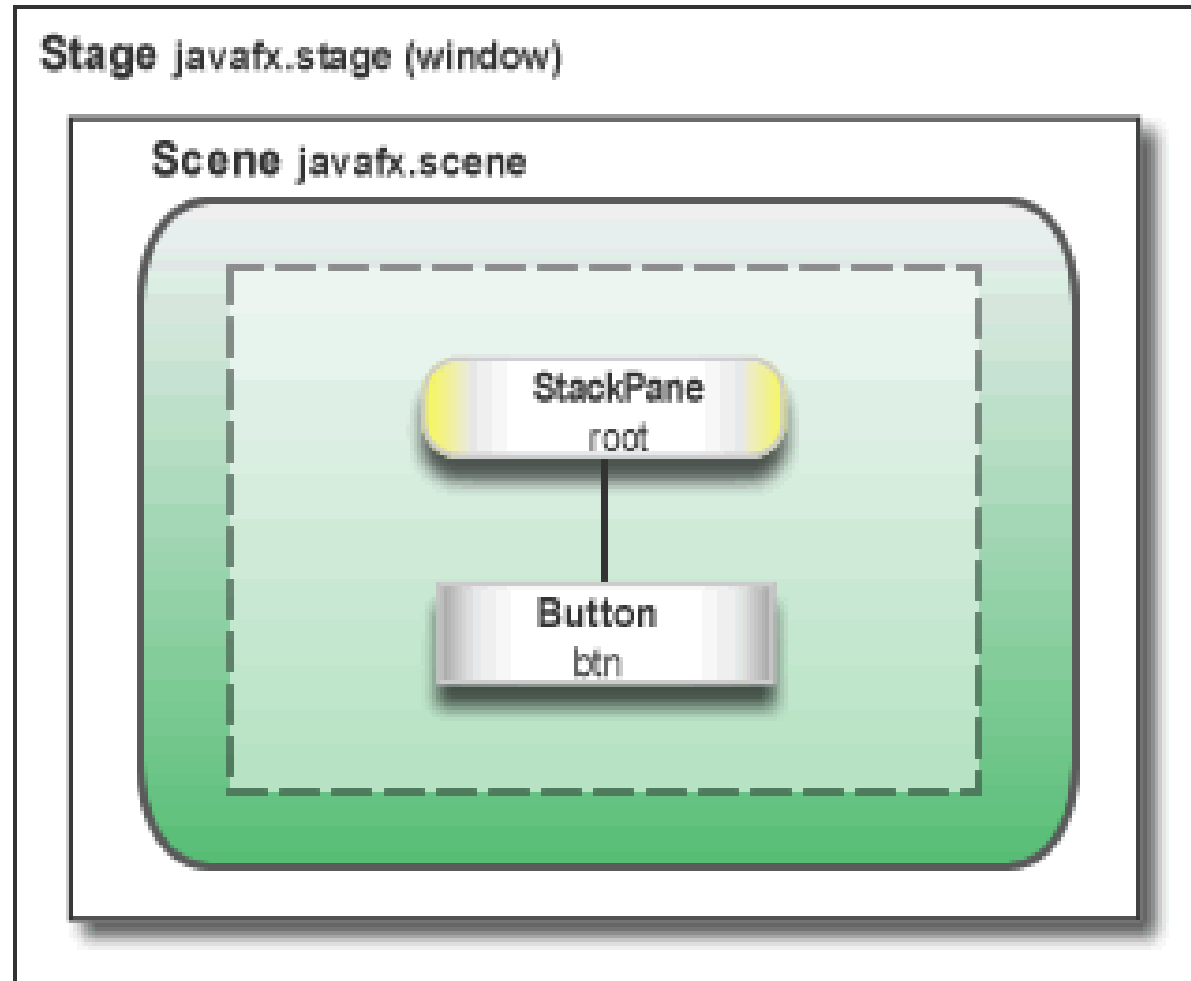 Stage javafx.stage (window)
Scene javafx.scene
StackPane
root
Button
btn